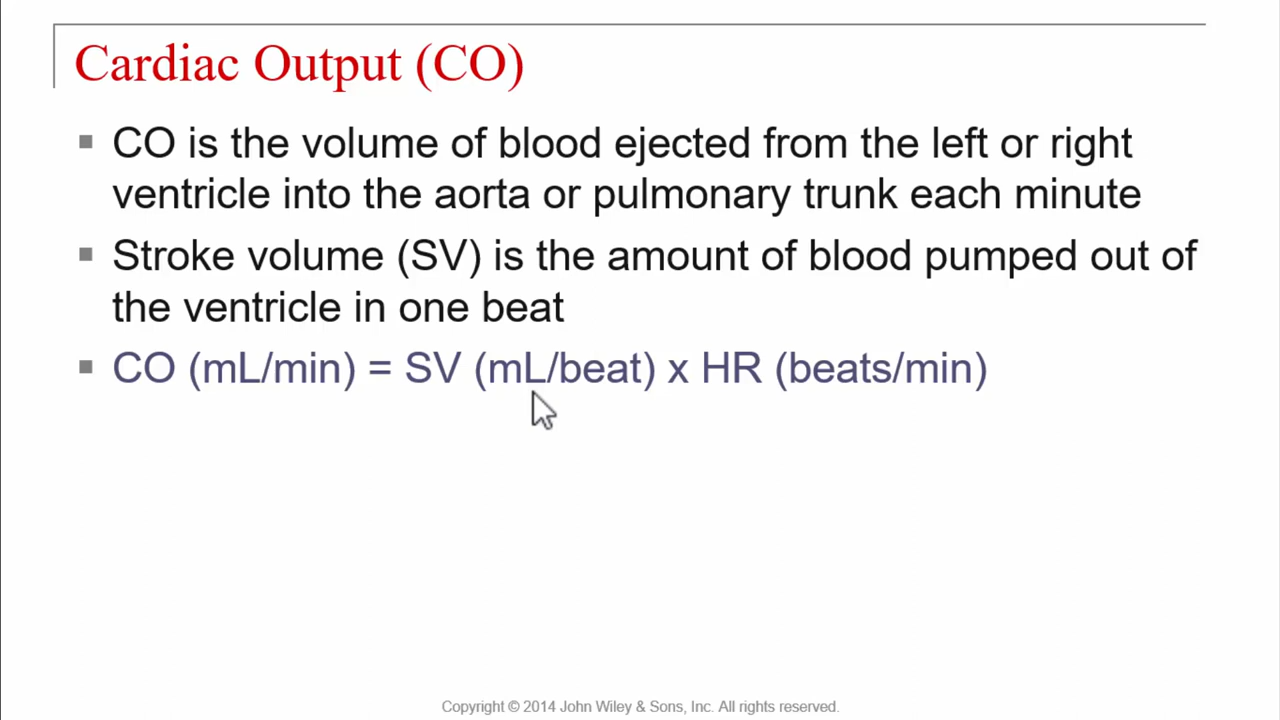 Cardiac Output (CO)
▪ CO is the volume of blood ejected from the left or right
ventricle into the aorta or pulmonary trunk each minute
▪ Stroke volume (SV) is the amount of blood pumped out of
the ventricle in one beat
▪ CO (mL/min) = SV (mL/beat) x HR (beats/min)
Copyright © 2014 John Wiley & Sons, Inc. All rights reserved.